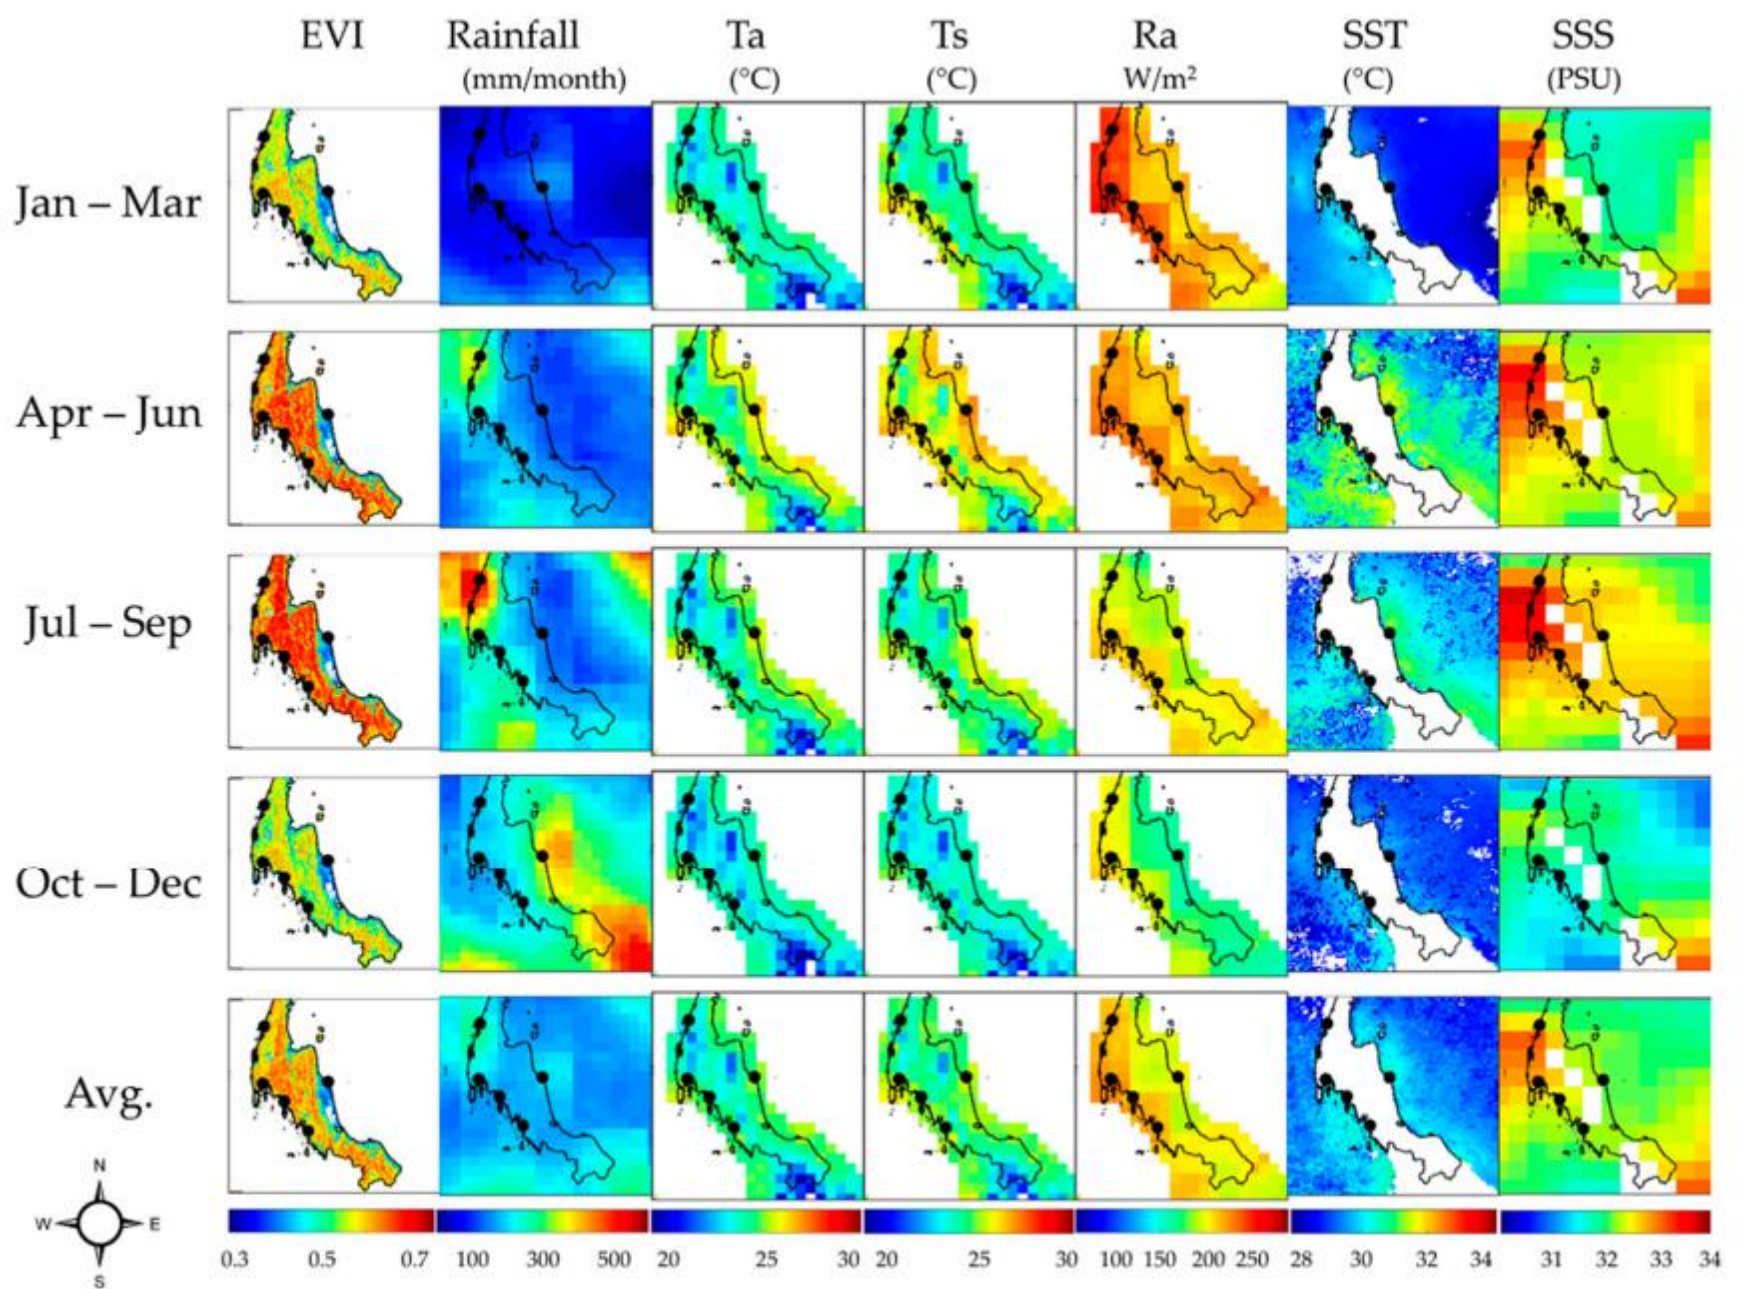 EVI Rainfall Ta Ts Ra SST SSS
(mm/month) (°C) (°C) W/m² (°C) (PSU)
Jan – Mar
Apr – Jun
Jul – Sep
Oct – Dec
Avg.
N
W E
S
0.3 0.5 0.7 100 300 500 20 25 30 20 25 30 100 150 200 250 28 30 32 34 31 32 33 34